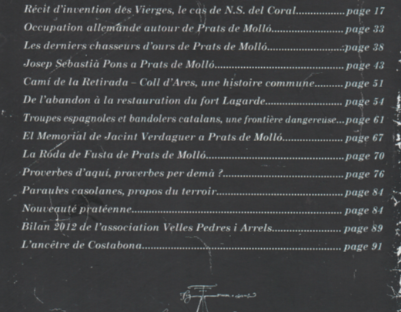 Récit d'invention des Vierges, le cas de N.S. del Coral..............page 17
Occupation allemande autour de Prats de Molló..............page 33
Les derniers chasseurs d'ours de Prats de Molló..............page 38
Josep Sebastià Pons a Prats de Molló..............page 43
Camí de la Retirada – Coll d'Ares, une histoire commune..............page 51
De l'abandon à la restauration du fort Lagarde..............page 54
Troupes espagnoles et bandolers catalans, une frontière dangereuse...page 61
El Memorial de Jacint Verdaguer a Prats de Molló..............page 67
La Roda de Fusta de Prats de Molló..............page 70
Proverbes d'aquí, proverbes per demà ?..............page 76
Paraules casolanes, propos du terroir..............page 84
Nouveauté pratéenne..............page 84
Bilan 2012 de l'association Velles Pedres i Arrels..............page 89
L'ancêtre de Costabona..............page 91